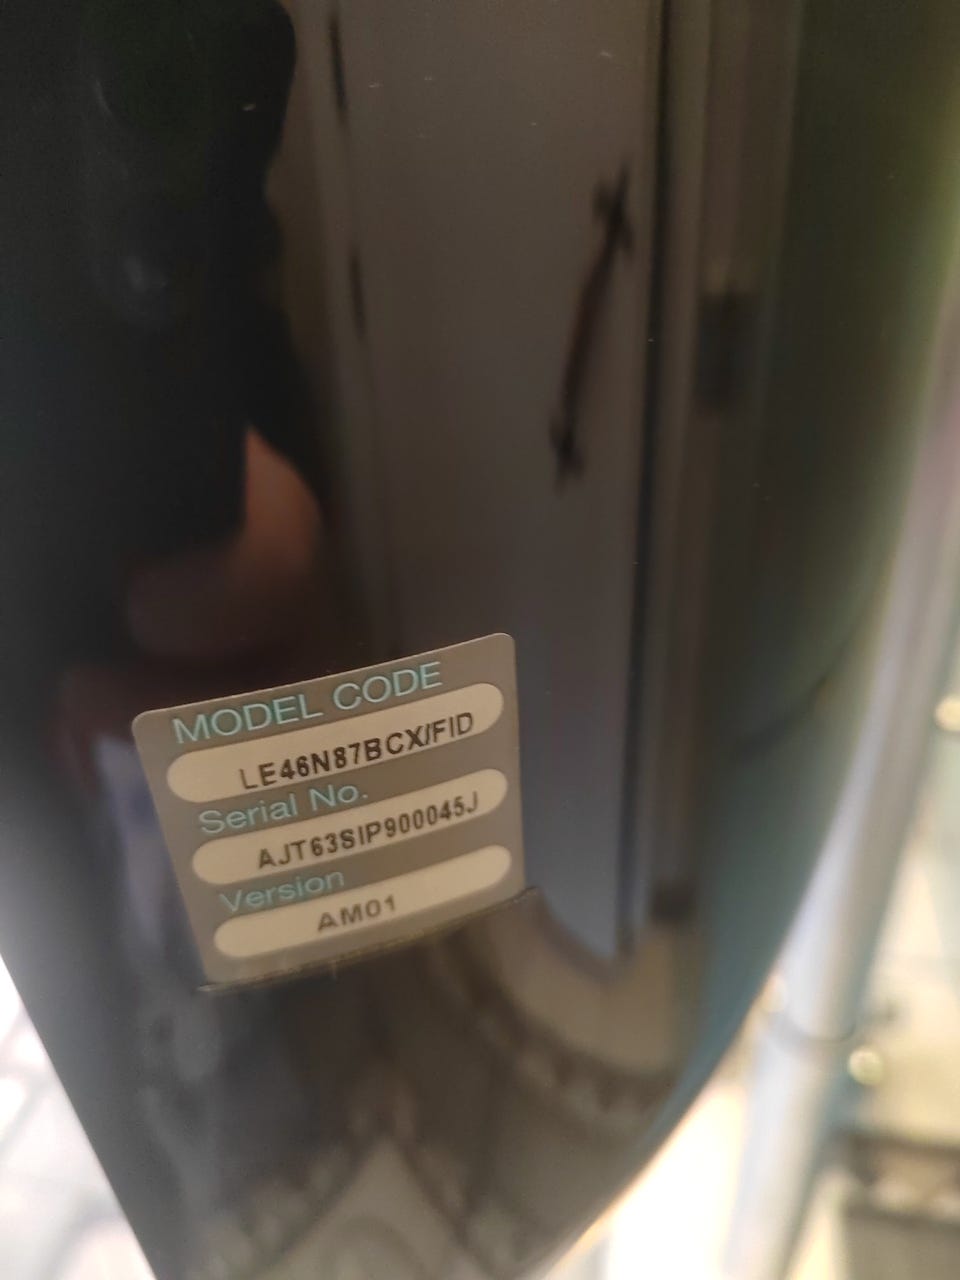 MODEL CODE
LE46N87BCX/FID
Serial No.
AJT63SIP900045J
Version
AM01